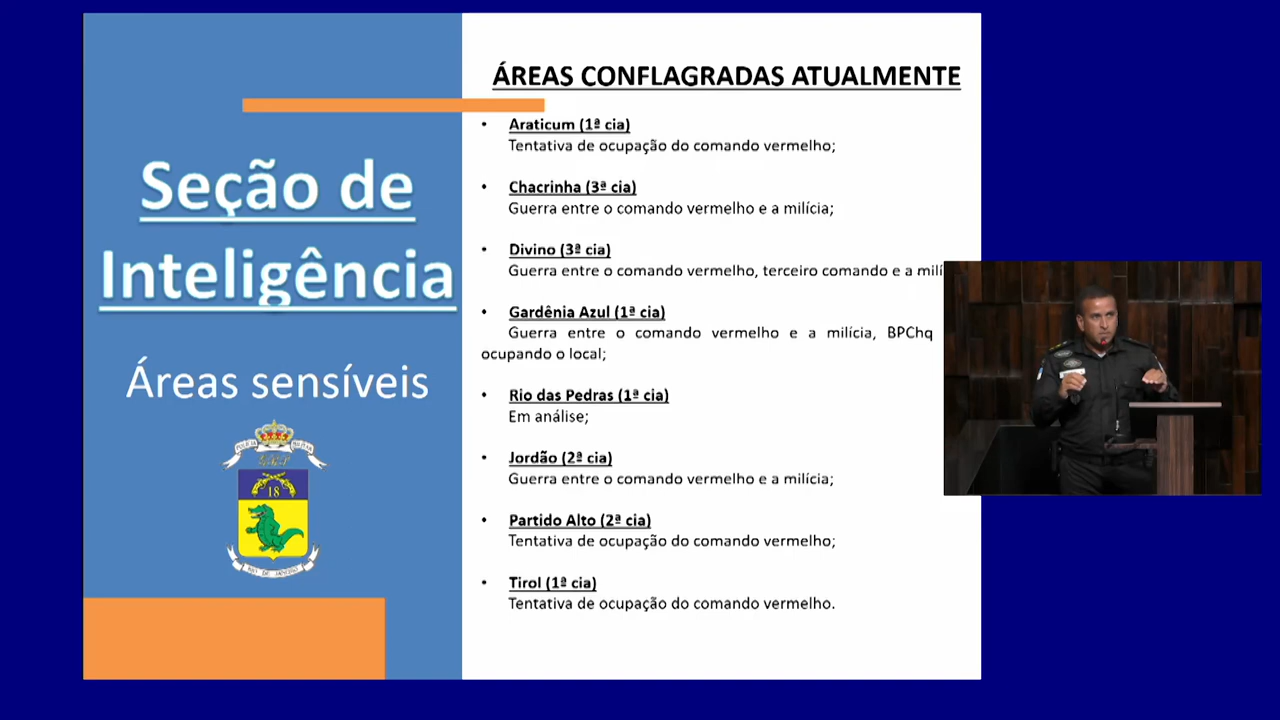 ÁREAS CONFLAGRADAS ATUALMENTE
Seção de
Inteligência
Áreas sensíveis
18
RIO DE JANEIRO
• Araticum (1ª cia)
Tentativa de ocupação do comando vermelho;
• Chacrinha (3ª cia)
Guerra entre o comando vermelho e a milícia;
• Divino (3ª cia)
Guerra entre o comando vermelho, terceiro comando e a milí
• Gardênia Azul (1ª cia)
Guerra entre o comando vermelho e a milícia, BPChq
ocupando o local;
• Rio das Pedras (1ª cia)
Em análise;
• Jordão (2ª cia)
Guerra entre o comando vermelho e a milícia;
• Partido Alto (2ª cia)
Tentativa de ocupação do comando vermelho;
• Tirol (1ª cia)
Tentativa de ocupação do comando vermelho.